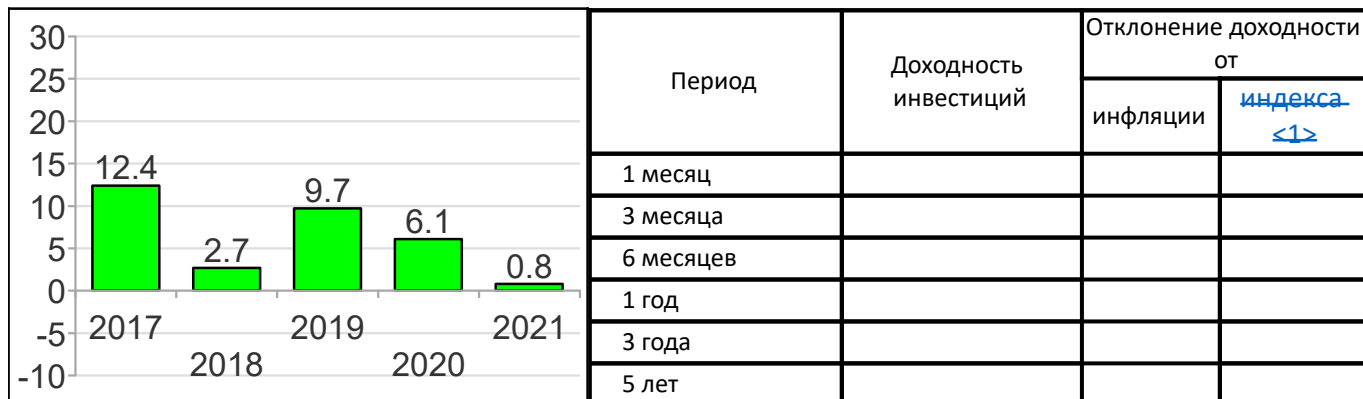 30
25
20
15
10
5
0
-5
-10
12.4
2.7
9.7
6.1
0.8
2017
2018
2019
2020
2021
Период
Доходность
инвестиций
Отклонение доходности
от
инфляции
индекса
<1>
1 месяц
3 месяца
6 месяцев
1 год
3 года
5 лет